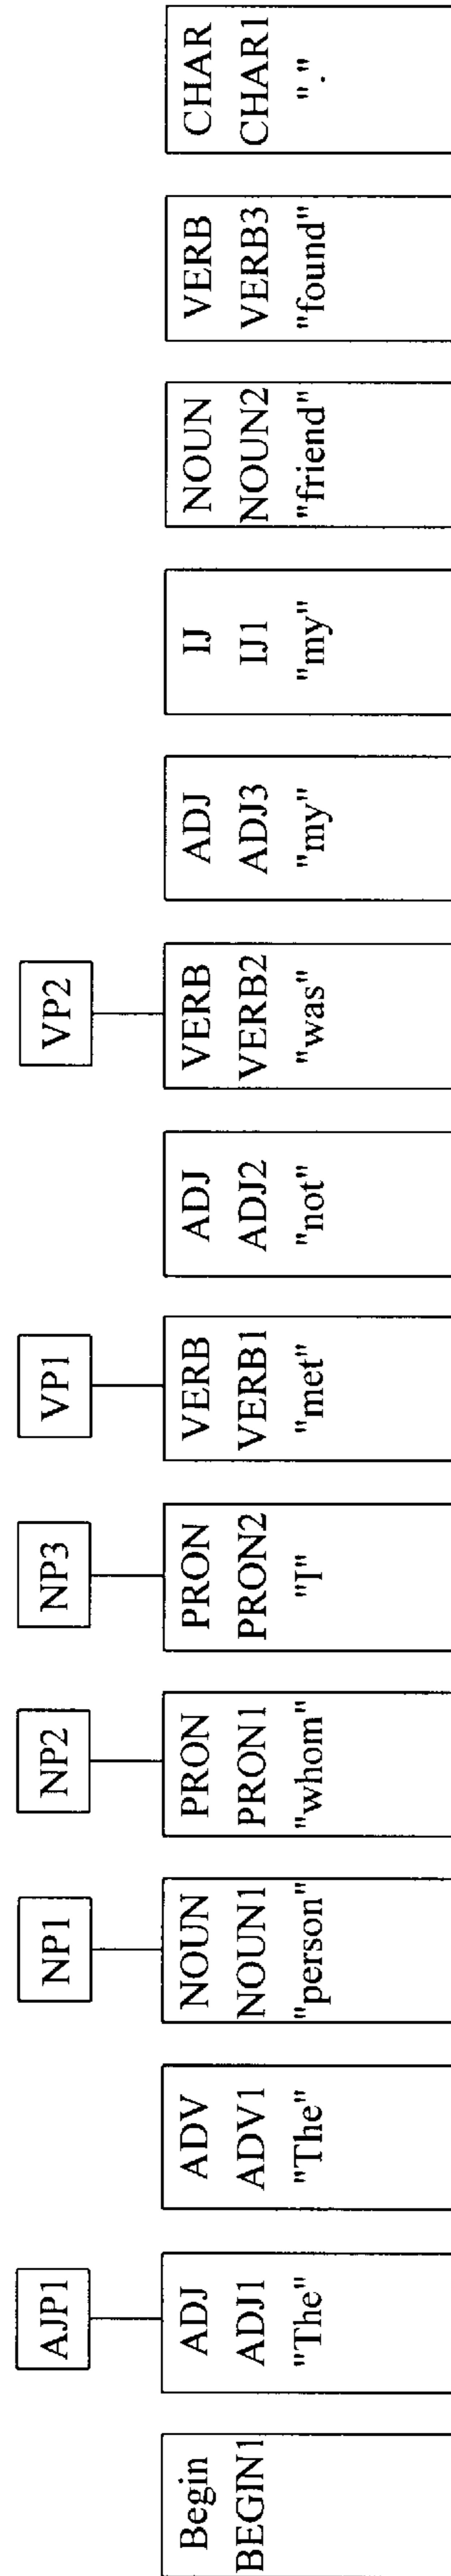 Begin
BEGIN1
AJP1
ADJ
ADJ1
"The"
ADV
ADV1
"The"
NP1
NOUN
NOUN1
"person"
NP2
PRON
PRON1
"whom"
NP3
PRON
PRON2
"I"
VP1
VERB
VERB1
"met"
ADJ
ADJ2
"not"
VP2
VERB
VERB2
"was"
ADJ
ADJ3
"my"
IJ
IJ1
"my"
NOUN
NOUN2
"friend"
VERB
VERB3
"found"
CHAR
CHAR1
"."